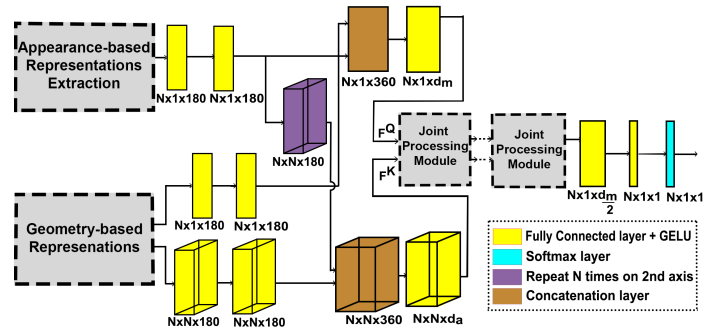 Appearance-based
Representations
Extraction
Nx1x180
Nx1x180
Nx1x360
Nx1xdm
NxNx180
F^Q
F^K
Joint
Processing
Module
Joint
Processing
Module
Nx1xdm/2
Nx1x1
Nx1x1
Geometry-based
Represenations
Nx1x180
Nx1x180
NxNx180
NxNx180
NxNx360
NxNxda
Fully Connected layer + GELU
Softmax layer
Repeat N times on 2nd axis
Concatenation layer